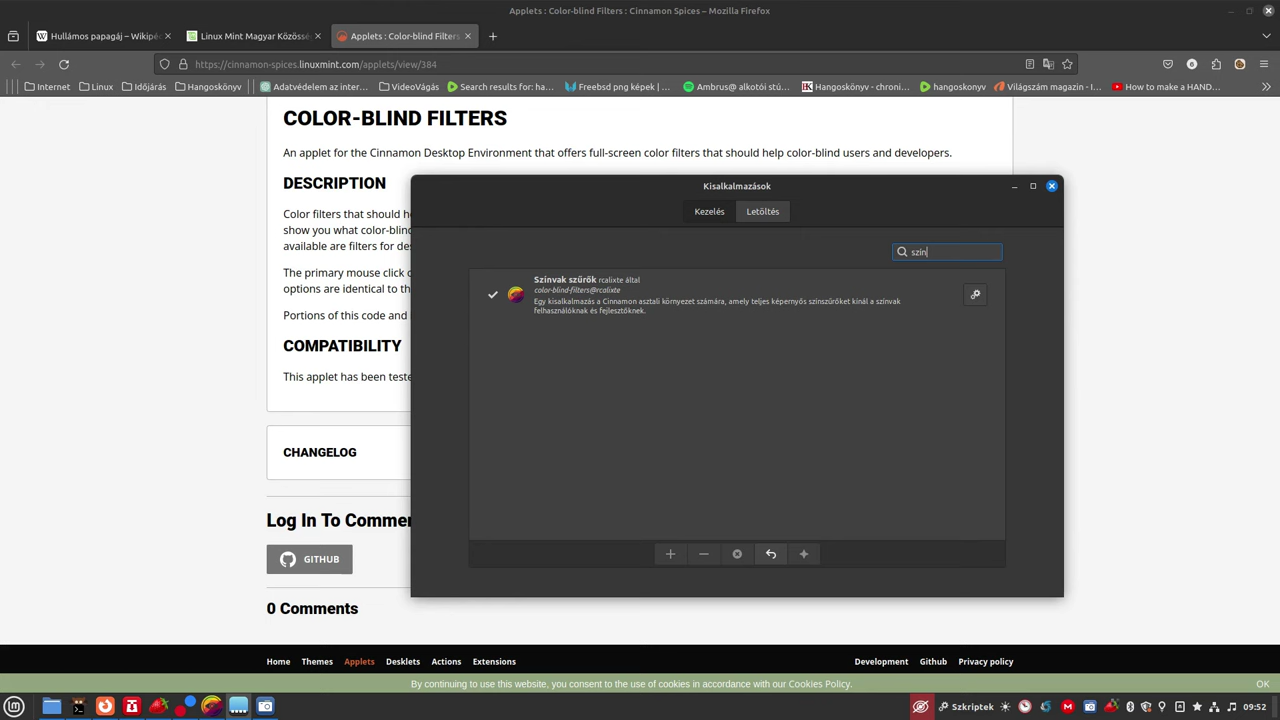 Applets : Color-blind Filters : Cinnamon Spices – Mozilla Firefox
Hullámos papagáj – Wikipéd
Linux Mint Magyar Közössé
Applets : Color-blind Filters
https://cinnamon-spices.linuxmint.com/applets/view/384
Internet
Linux
Időjárás
Hangoskönyv
Adatvédelem az inter...
VideóVágás
Search results for: ha...
Freebsd png képek | ...
Ambrus@ alkotói stú...
Hangoskönyv - chroni...
hangoskonyv
Világszám magazin - I...
How to make a HAND...
COLOR-BLIND FILTERS
An applet for the Cinnamon Desktop Environment that offers full-screen color filters that should help color-blind users and developers.
DESCRIPTION
Color filters that should h
show you what color-blin
available are filters for de
The primary mouse click o
options are identical to th
Portions of this code and
COMPATIBILITY
This applet has been teste
CHANGELOG
Log In To Commen
GITHUB
0 Comments
Kisalkalmazások
Kezelés
Letöltés
szín
Színvak szűrők rcalixte által
color-blind-filters@rcalixte
Egy kisalkalmazás a Cinnamon asztali környezet számára, amely teljes képernyős színszűrőket kínál a színvak
felhasználóknak és fejlesztőknek.
Home
Themes
Applets
Desklets
Actions
Extensions
Development
Github
Privacy policy
By continuing to use this website, you consent to the use of cookies in accordance with our Cookies Policy.
OK
Szkriptek
09:52